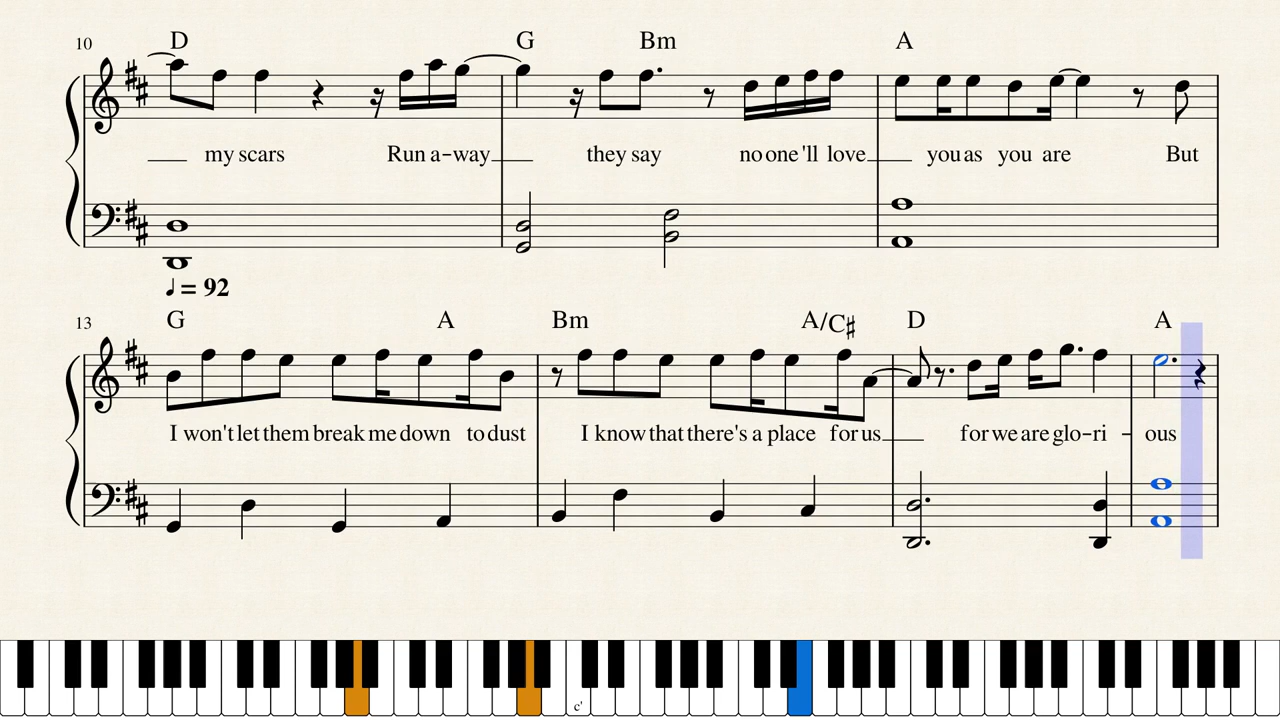 10 D G Bm A
my scars Run a-way they say no one 'll love you as you are But
♩ = 92
13 G A Bm A/C♯ D A
I won't let them break me down to dust I know that there's a place for us for we are glo-ri - ous
c'